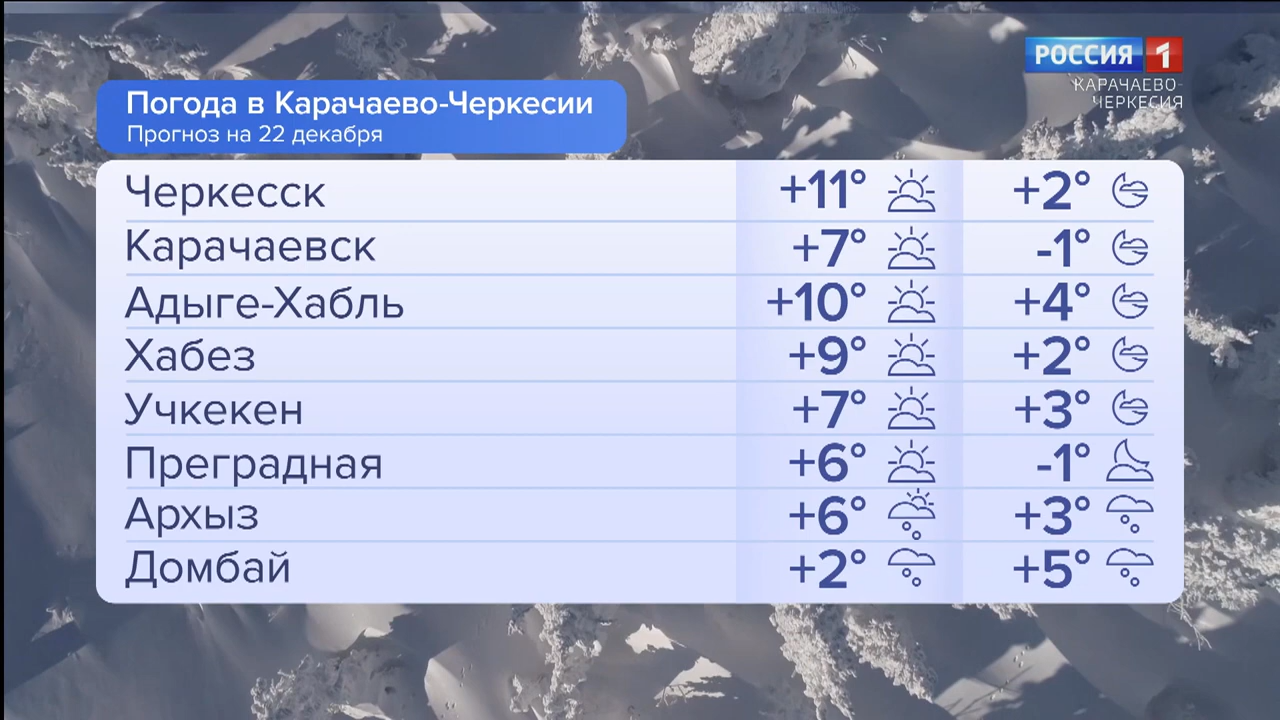 РОССИЯ 1
КАРАЧАЕВО-
ЧЕРКЕСИЯ
Погода в Карачаево-Черкесии
Прогноз на 22 декабря
Черкесск +11° +2°
Карачаевск +7° -1°
Адыге-Хабль +10° +4°
Хабез +9° +2°
Учкекен +7° +3°
Преградная +6° -1°
Архыз +6° +3°
Домбай +2° +5°